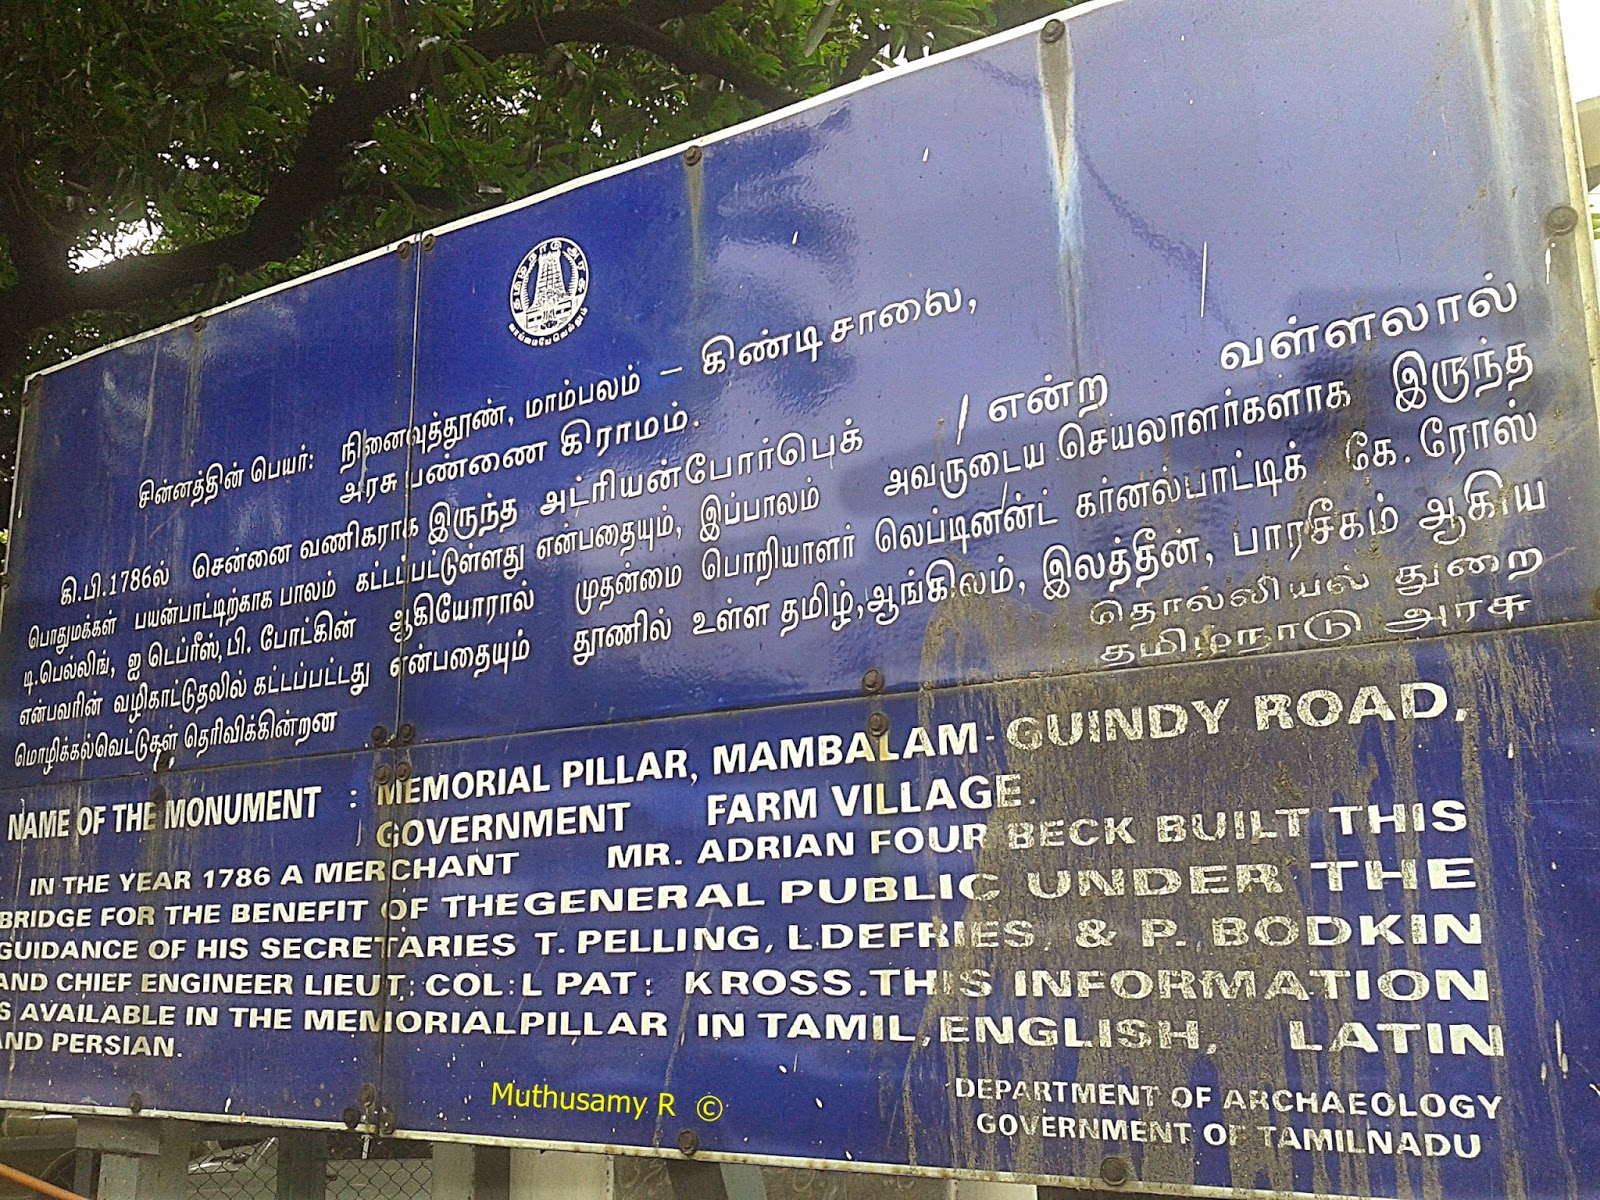 தமிழ்நாடு அரசு
வாய்மையே வெல்லும்
சின்னத்தின் பெயர்: நினைவுத்தூண், மாம்பலம் – கிண்டிசாலை,
அரசு பண்ணை கிராமம்.
கி.பி.1786ல் சென்னை வணிகராக இருந்த அட்ரியன்போர்பெக் / என்ற வள்ளலால்
பொதுமக்கள் பயன்பாட்டிற்காக பாலம் கட்டப்பட்டுள்ளது என்பதையும், இப்பாலம் அவருடைய செயலாளர்களாக இருந்த
டி.பெல்லிங், ஐ டெப்ரீஸ்,பி. போட்கின் ஆகியோரால் முதன்மை பொறியாளர் லெப்டினன்ட் கர்னல்பாட்டிக் கே.ரோஸ்
என்பவரின் வழிகாட்டுதலில் கட்டப்பட்டது என்பதையும் தூணில் உள்ள தமிழ்,ஆங்கிலம், இலத்தீன், பாரசீகம் ஆகிய
மொழிக்கல்வெட்டுகள் தெரிவிக்கின்றன
தொல்லியல் துறை
தமிழ்நாடு அரசு
NAME OF THE MONUMENT : MEMORIAL PILLAR, MAMBALAM-GUINDY ROAD,
GOVERNMENT FARM VILLAGE.
IN THE YEAR 1786 A MERCHANT MR. ADRIAN FOUR BECK BUILT THIS
BRIDGE FOR THE BENEFIT OF THE GENERAL PUBLIC UNDER THE
GUIDANCE OF HIS SECRETARIES T. PELLING, I.DEFRIES, & P. BODKIN
AND CHIEF ENGINEER LIEUT: COL:L PAT: KROSS.THIS INFORMATION
S AVAILABLE IN THE MEMORIALPILLAR IN TAMIL,ENGLISH, LATIN
AND PERSIAN.
DEPARTMENT OF ARCHAEOLOGY
GOVERNMENT OF TAMILNADU
Muthusamy R ©